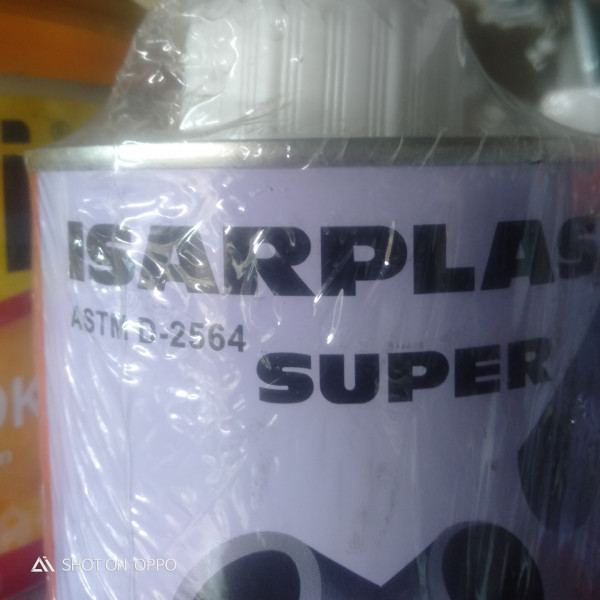 ISARPLAS
ASTM D-2564
SUPER
SHOT ON OPPO